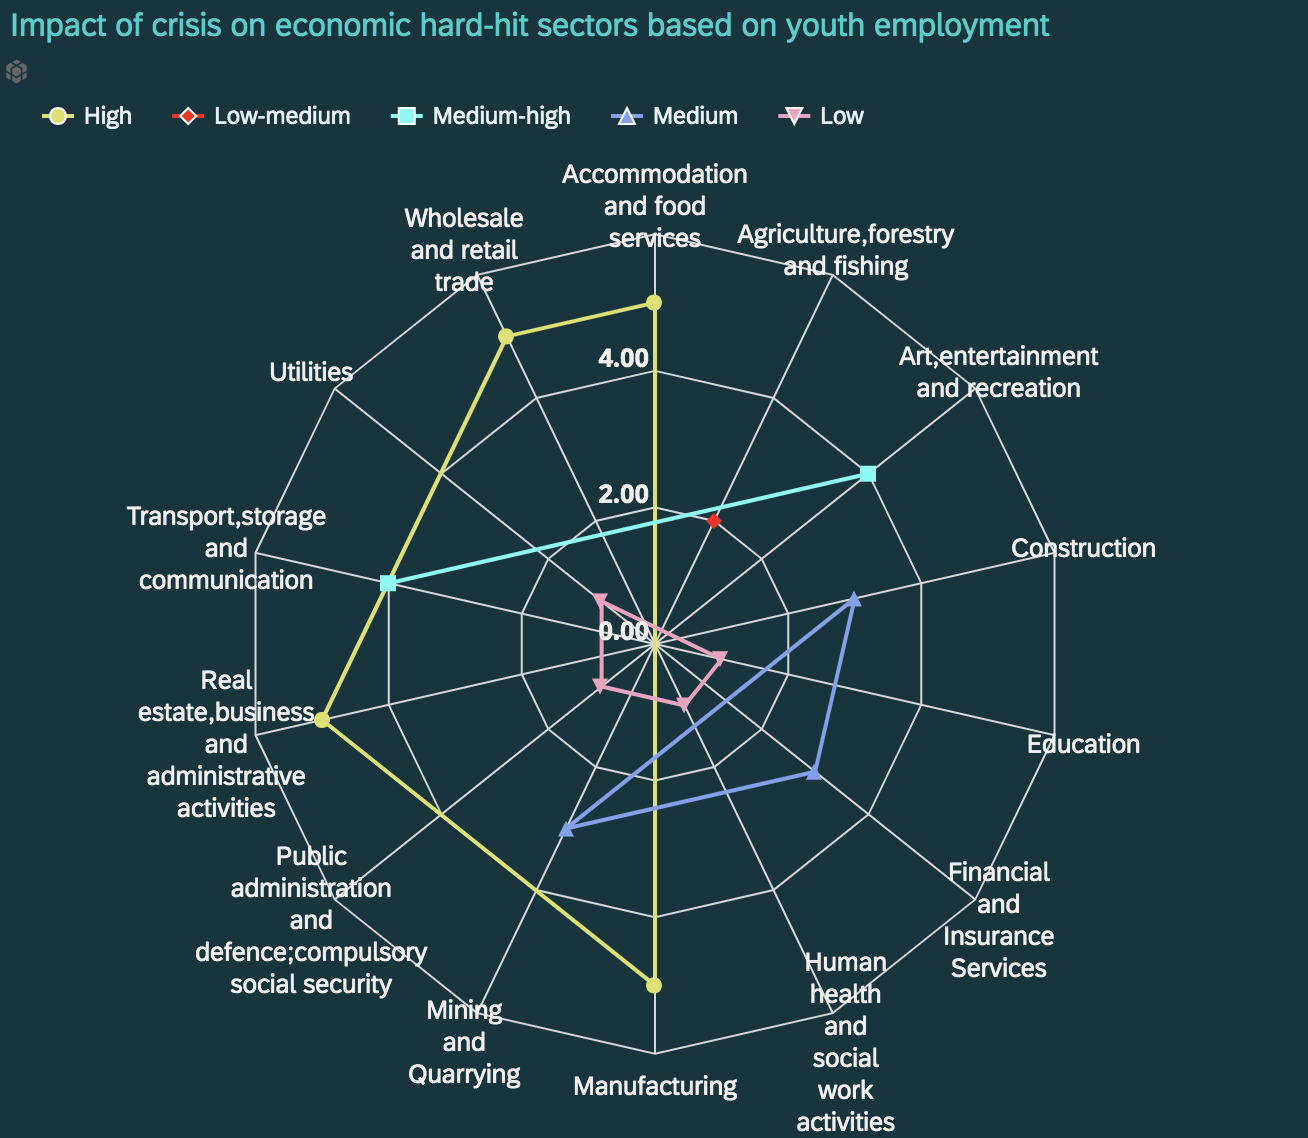 Impact of crisis on economic hard-hit sectors based on youth employment
High
Low-medium
Medium-high
Medium
Low
Accommodation
and food
services
Agriculture,forestry
and fishing
Art,entertainment
and recreation
Construction
Education
Financial
and
Insurance
Services
Human
health
and
social
work
activities
Manufacturing
Mining
and
Quarrying
Public
administration
and
defence;compulsory
social security
Real
estate,business
and
administrative
activities
Transport,storage
and
communication
Utilities
Wholesale
and retail
trade
4.00
2.00
0.00